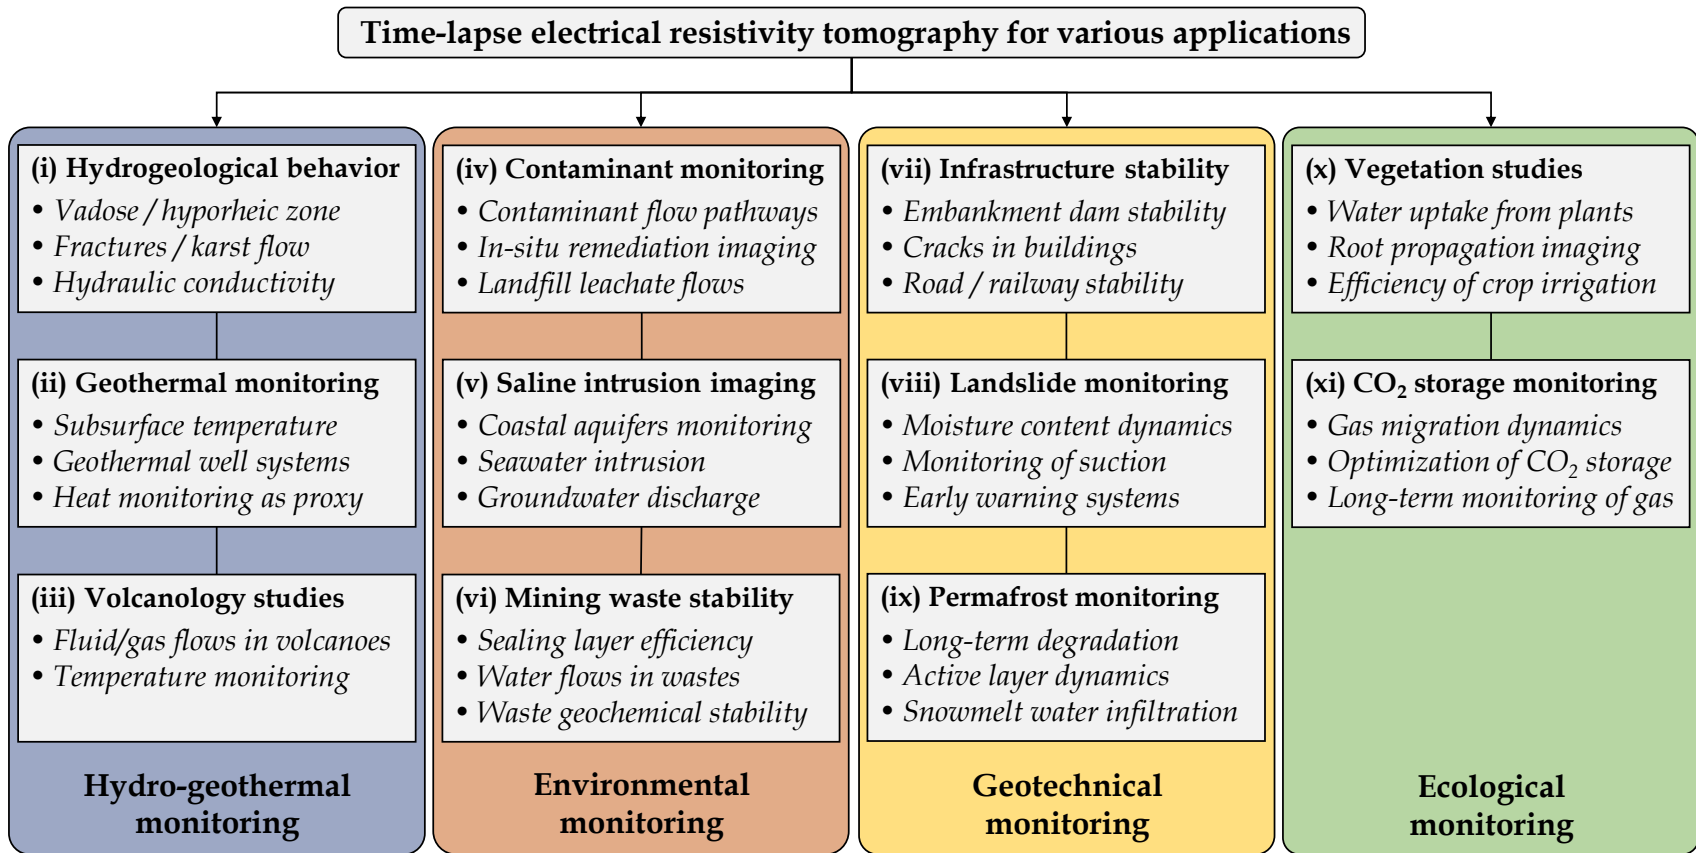 Time-lapse electrical resistivity tomography for various applications
(i) Hydrogeological behavior
• Vadose / hyporheic zone
• Fractures / karst flow
• Hydraulic conductivity
(ii) Geothermal monitoring
• Subsurface temperature
• Geothermal well systems
• Heat monitoring as proxy
(iii) Volcanology studies
• Fluid/gas flows in volcanoes
• Temperature monitoring
Hydro-geothermal
monitoring
(iv) Contaminant monitoring
• Contaminant flow pathways
• In-situ remediation imaging
• Landfill leachate flows
(v) Saline intrusion imaging
• Coastal aquifers monitoring
• Seawater intrusion
• Groundwater discharge
(vi) Mining waste stability
• Sealing layer efficiency
• Water flows in wastes
• Waste geochemical stability
Environmental
monitoring
(vii) Infrastructure stability
• Embankment dam stability
• Cracks in buildings
• Road / railway stability
(viii) Landslide monitoring
• Moisture content dynamics
• Monitoring of suction
• Early warning systems
(ix) Permafrost monitoring
• Long-term degradation
• Active layer dynamics
• Snowmelt water infiltration
Geotechnical
monitoring
(x) Vegetation studies
• Water uptake from plants
• Root propagation imaging
• Efficiency of crop irrigation
(xi) CO₂ storage monitoring
• Gas migration dynamics
• Optimization of CO₂ storage
• Long-term monitoring of gas
Ecological
monitoring